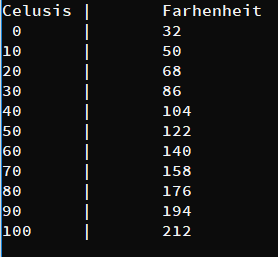 Celusis | Farhenheit
0 | 32
10 | 50
20 | 68
30 | 86
40 | 104
50 | 122
60 | 140
70 | 158
80 | 176
90 | 194
100 | 212